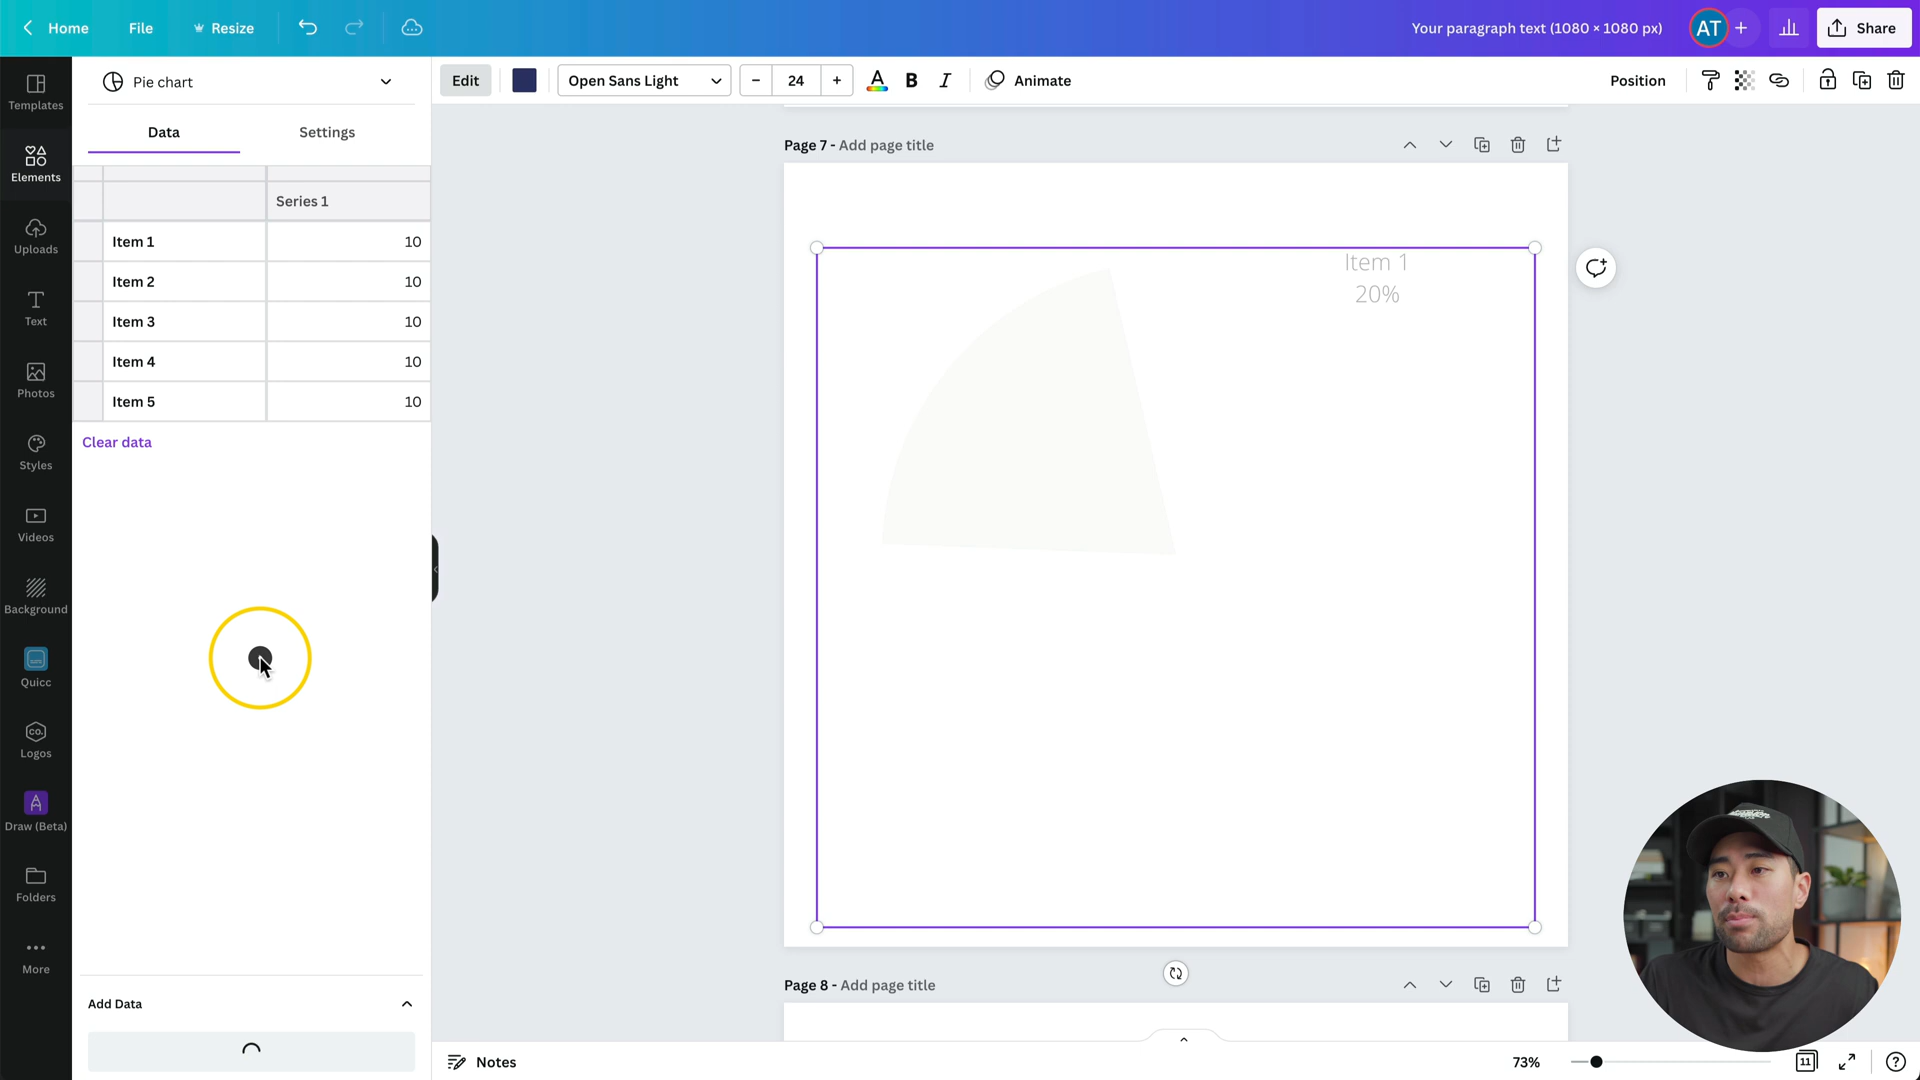 Home
File
Resize
Your paragraph text (1080 × 1080 px)
AT
Share
Templates
Elements
Uploads
Text
Photos
Styles
Videos
Background
Quicc
CO.
Logos
Draw (Beta)
Folders
More
Pie chart
Data
Settings
Series 1
Item 1
10
Item 2
10
Item 3
10
Item 4
10
Item 5
10
Clear data
Add Data
Edit
Open Sans Light
24
A
B
I
Animate
Position
Page 7 - Add page title
Item 1
20%
Page 8 - Add page title
Notes
73%
11
?